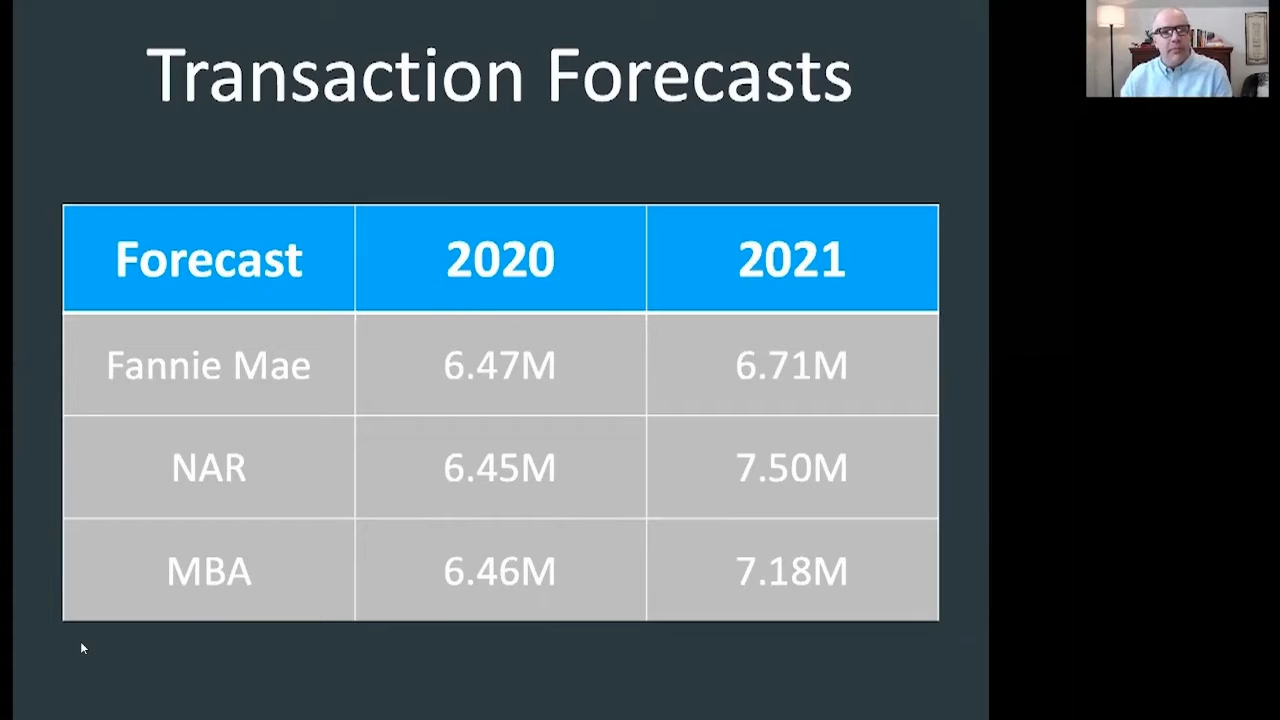 Transaction Forecasts
Forecast 2020 2021
Fannie Mae 6.47M 6.71M
NAR 6.45M 7.50M
MBA 6.46M 7.18M